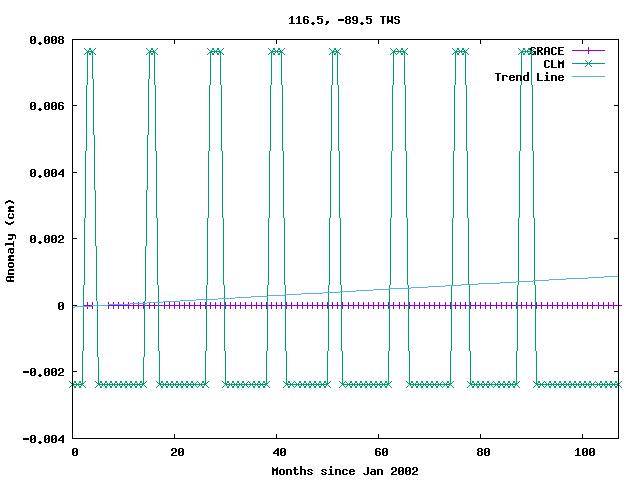 116.5, -89.5 TWS
0.008
0.006
0.004
0.002
0
-0.002
-0.004
Anomaly (cm)
GRACE
CLM
Trend Line
0 20 40 60 80 100
Months since Jan 2002